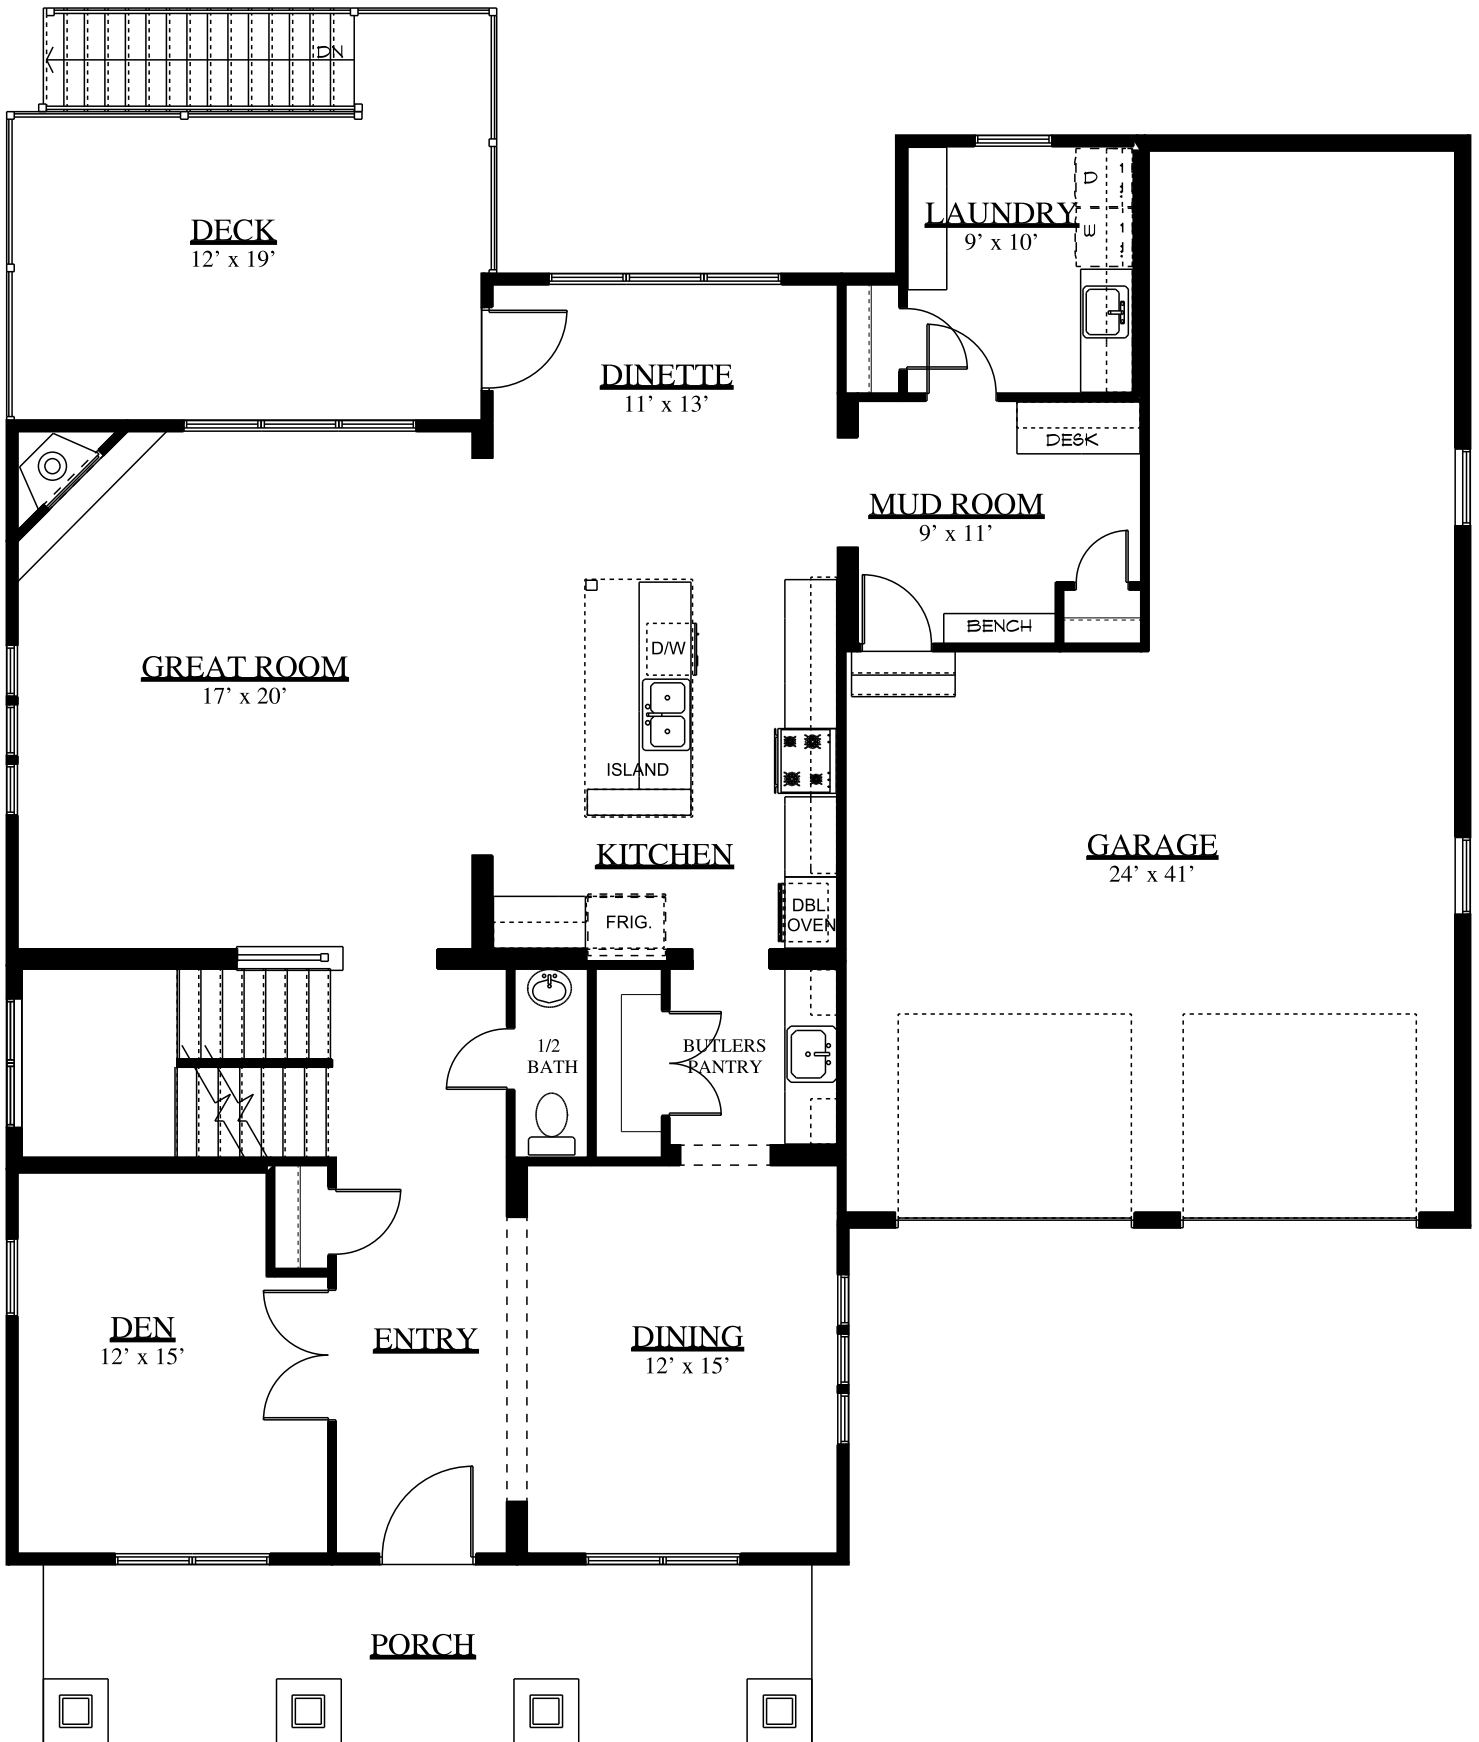 DN
DECK
12’ x 19’
D
W
LAUNDRY
9’ x 10’
DINETTE
11’ x 13’
DESK
MUD ROOM
9’ x 11’
BENCH
GREAT ROOM
17’ x 20’
D/W
ISLAND
KITCHEN
GARAGE
24’ x 41’
FRIG.
DBL
OVEN
1/2
BATH
BUTLERS
PANTRY
DEN
12’ x 15’
ENTRY
DINING
12’ x 15’
PORCH